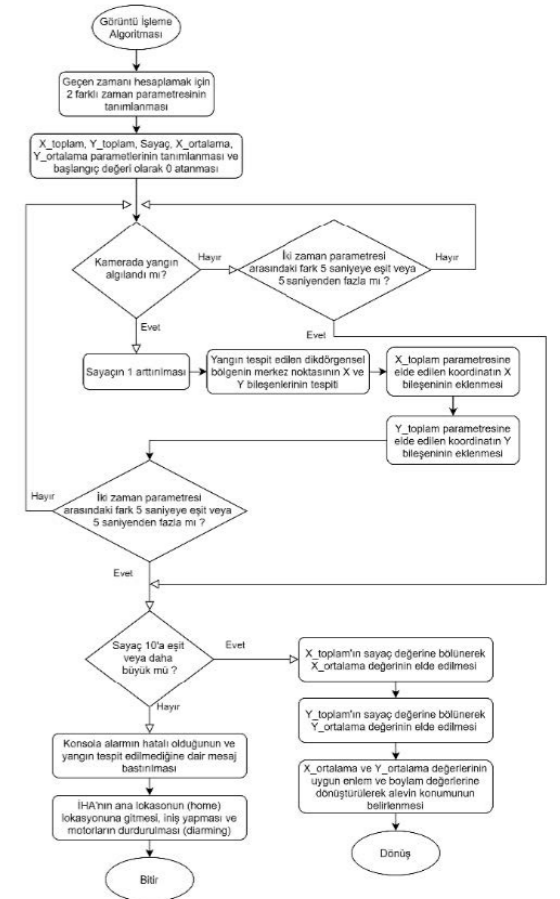 Görüntü İşleme
Algoritması
Geçen zamanı hesaplamak için
2 farklı zaman parametresinin
tanımlanması
X_toplam, Y_toplam, Sayaç, X_ortalama,
Y_ortalama parametlerinin tanımlanması ve
başlangıç değeri olarak 0 atanması
Kamerada yangın
algılandı mı?
Hayır
İki zaman parametresi
arasındaki fark 5 saniyeye eşit veya
5 saniyenden fazla mı ?
Hayır
Evet
Evet
Sayaçın 1 arttırılması
Yangın tespit edilen dikdörgensel
bölgenin merkez noktasının X ve
Y bileşenlerinin tespiti
X_toplam parametresine
elde edilen koordinatın X
bileşeninin eklenmesi
Y_toplam parametresine
elde edilen koordinatın Y
bileşeninin eklenmesi
Hayır
İki zaman parametresi
arasındaki fark 5 saniyeye eşit veya
5 saniyenden fazla mı ?
Evet
Sayaç 10'a eşit
veya daha
büyük mü ?
Evet
Hayır
X_toplam'ın sayaç değerine bölünerek
X_ortalama değerinin elde edilmesi
Y_toplam'ın sayaç değerine bölünerek
Y_ortalama değerinin elde edilmesi
X_ortalama ve Y_ortalama değerlerinin
uygun enlem ve boylam değerlerine
dönüştürülerek alevin konumunun
belirlenmesi
Dönüş
Konsola alarmın hatalı olduğunun ve
yangın tespit edilmediğine dair mesaj
bastırılması
İHA'nın ana lokasonun (home)
lokasyonuna gitmesi, iniş yapması ve
motorların durdurulması (diarming)
Bitir